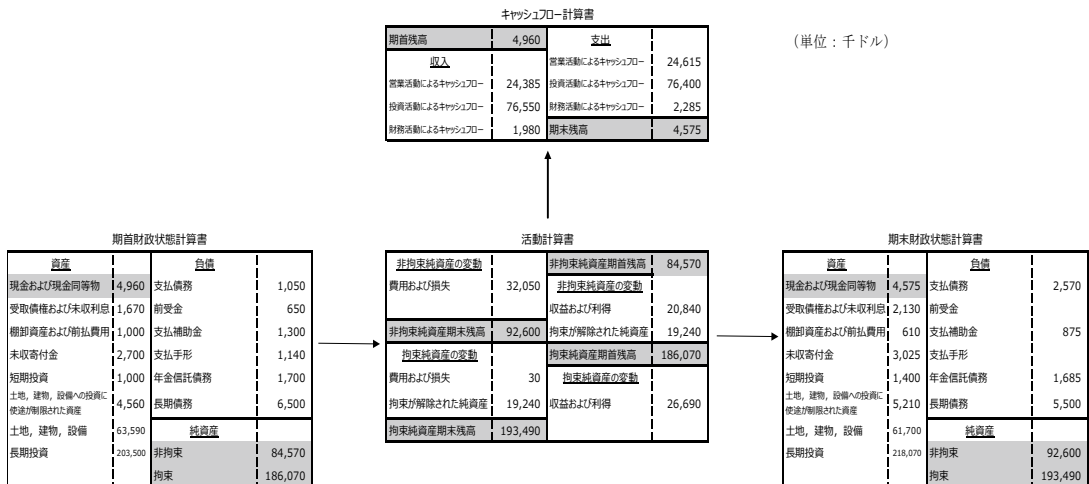 キャッシュフロー計算書
(単位：千ドル)
期首残高 4,960 支出
収入 営業活動によるキャッシュフロー 24,615
営業活動によるキャッシュフロー 24,385 投資活動によるキャッシュフロー 76,400
投資活動によるキャッシュフロー 76,550 財務活動によるキャッシュフロー 2,285
財務活動によるキャッシュフロー 1,980 期末残高 4,575
期首財政状態計算書
資産 負債
現金および現金同等物 4,960 支払債務 1,050
受取債権および未収利息 1,670 前受金 650
棚卸資産および前払費用 1,000 支払補助金 1,300
未収寄付金 2,700 支払手形 1,140
短期投資 1,000 年金信託債務 1,700
土地，建物，設備への投資に
使途が制限された資産 4,560 長期債務 6,500
土地，建物，設備 63,590 純資産
長期投資 203,500 非拘束 84,570
拘束 186,070
活動計算書
非拘束純資産の変動 非拘束純資産期首残高 84,570
費用および損失 32,050 非拘束純資産の変動
収益および利得 20,840
非拘束純資産期末残高 92,600 拘束が解除された純資産 19,240
拘束純資産の変動 拘束純資産期首残高 186,070
費用および損失 30 拘束純資産の変動
拘束が解除された純資産 19,240 収益および利得 26,690
拘束純資産期末残高 193,490
期末財政状態計算書
資産 負債
現金および現金同等物 4,575 支払債務 2,570
受取債権および未収利息 2,130 前受金
棚卸資産および前払費用 610 支払補助金 875
未収寄付金 3,025 支払手形
短期投資 1,400 年金信託債務 1,685
土地，建物，設備への投資に
使途が制限された資産 5,210 長期債務 5,500
土地，建物，設備 61,700 純資産
長期投資 218,070 非拘束 92,600
拘束 193,490